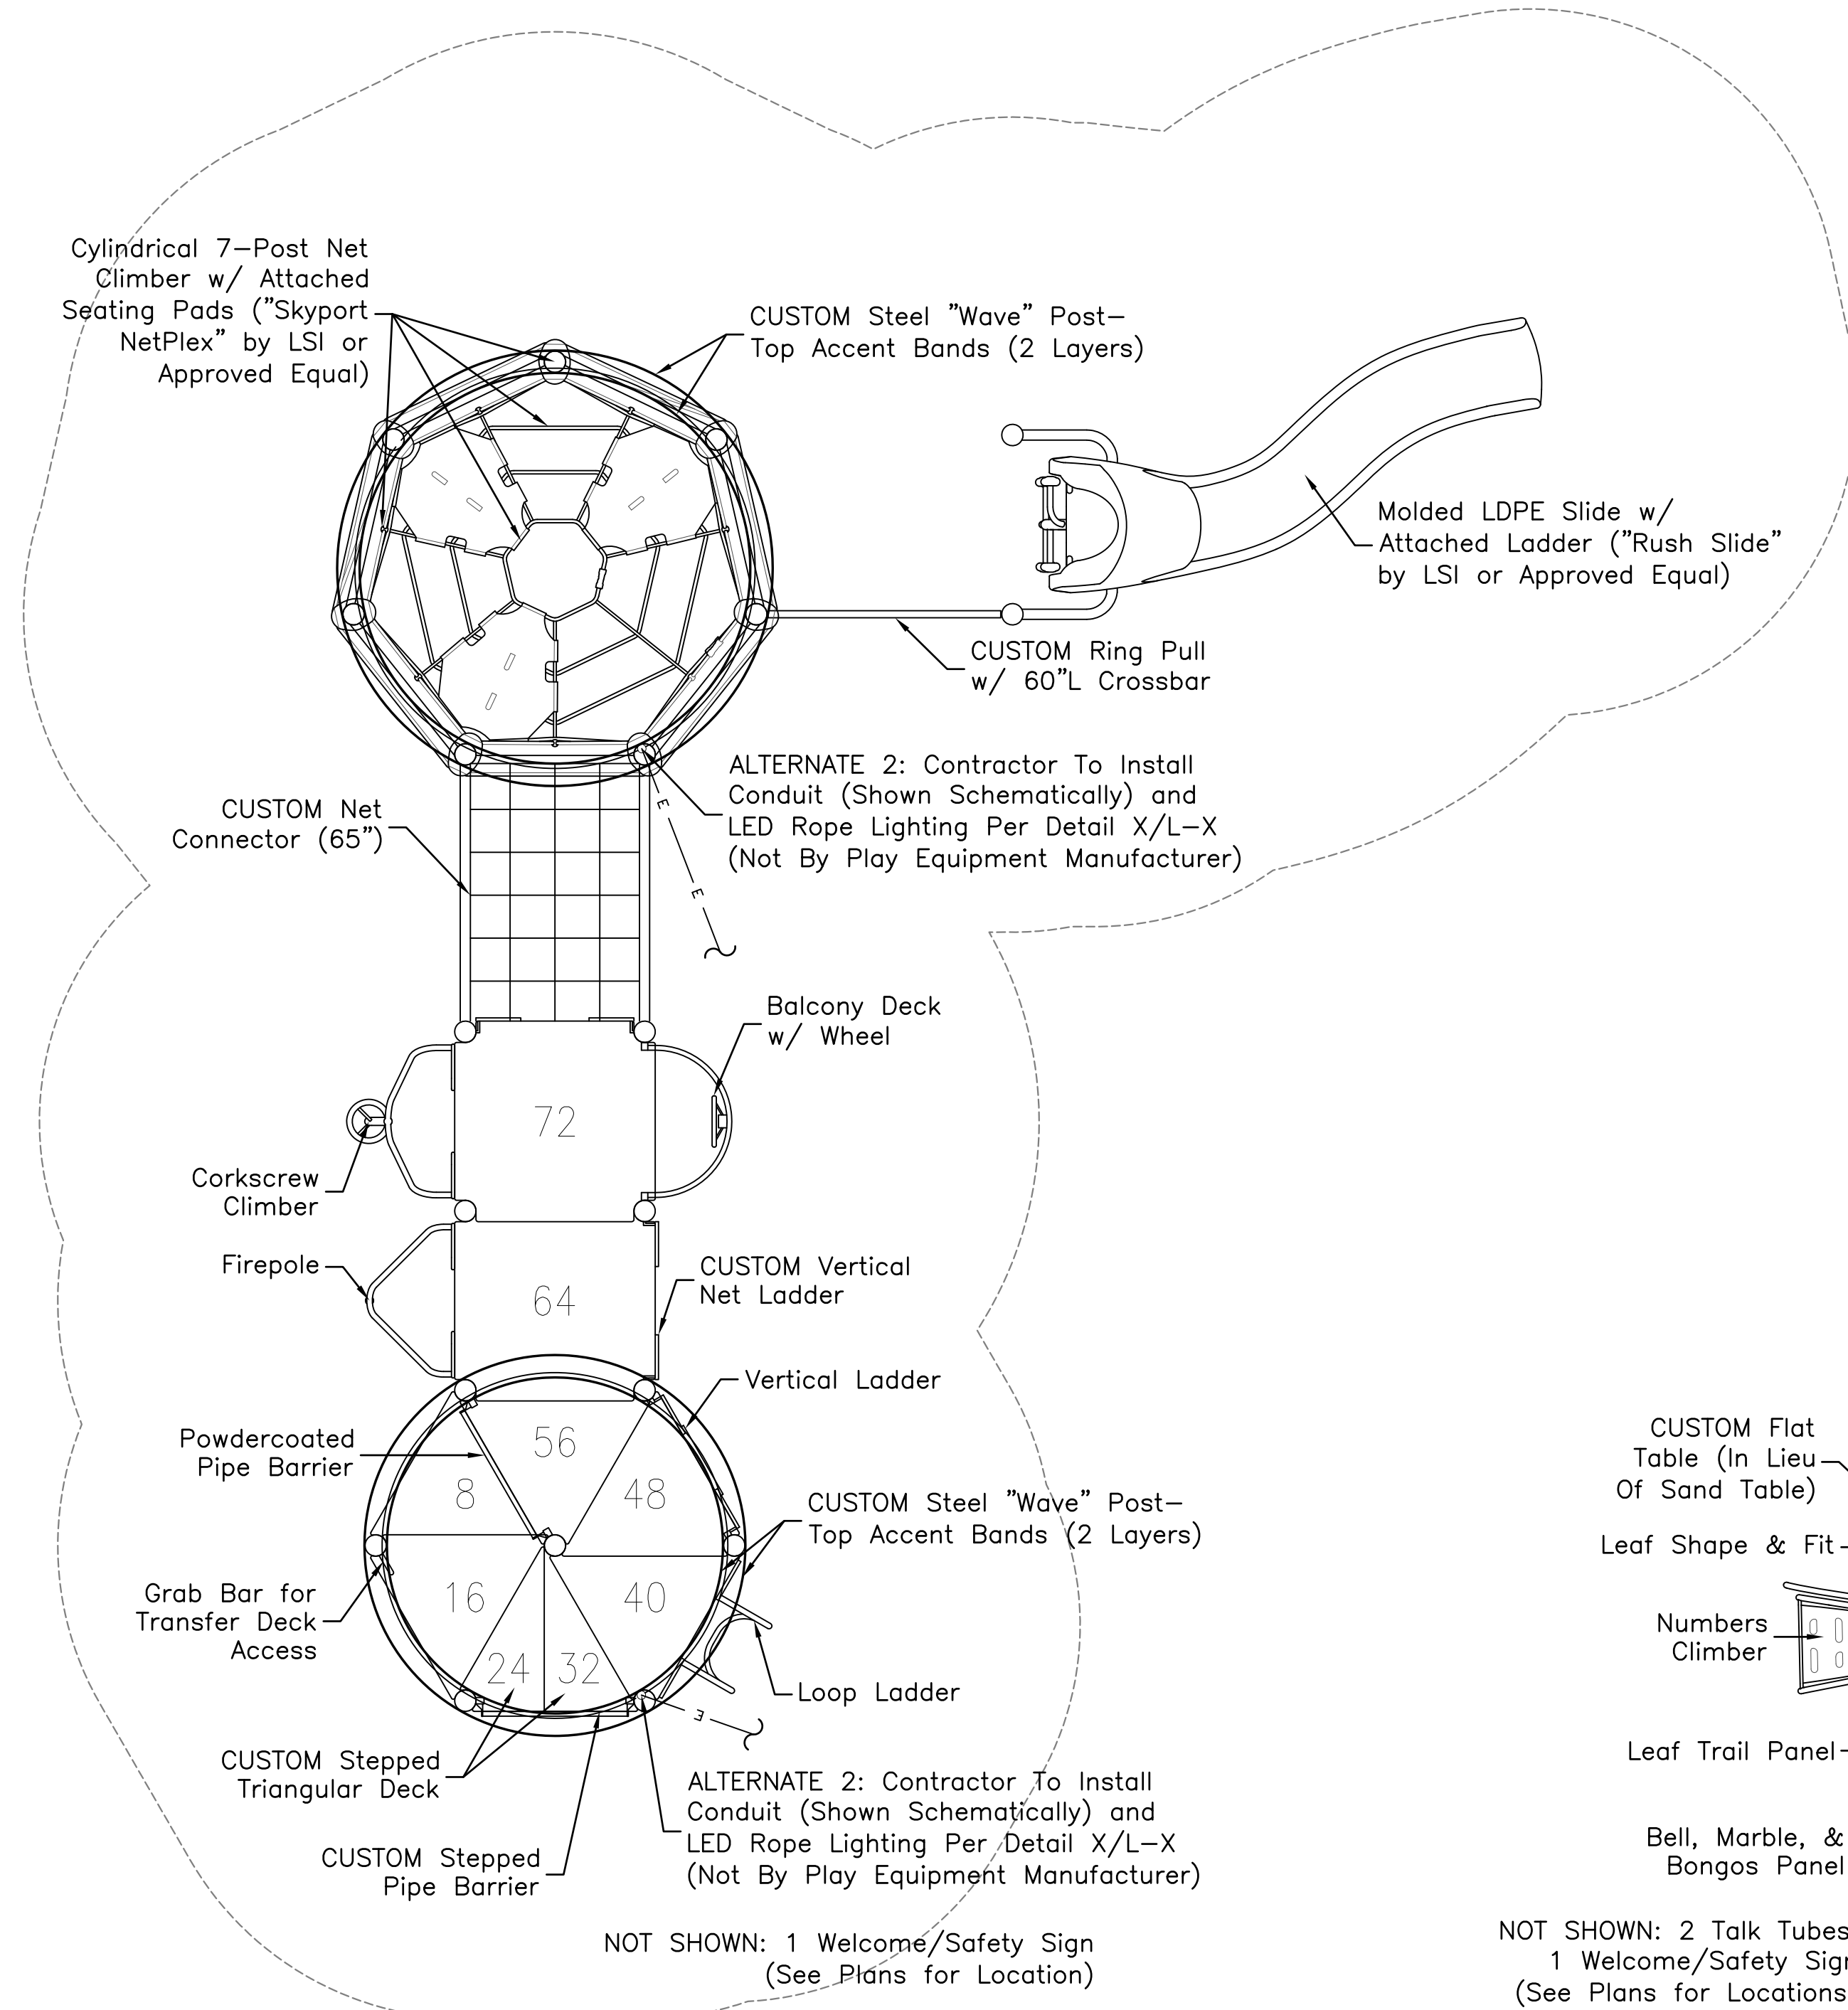 Cylindrical 7-Post Net
Climber w/ Attached
Seating Pads ("Skyport
NetPlex" by LSI or
Approved Equal)
CUSTOM Steel "Wave" Post-
Top Accent Bands (2 Layers)
Molded LDPE Slide w/
Attached Ladder ("Rush Slide"
by LSI or Approved Equal)
CUSTOM Ring Pull
w/ 60"L Crossbar
ALTERNATE 2: Contractor To Install
Conduit (Shown Schematically) and
LED Rope Lighting Per Detail X/L-X
(Not By Play Equipment Manufacturer)
E
E
CUSTOM Net
Connector (65")
Balcony Deck
w/ Wheel
72
Corkscrew
Climber
Firepole
64
CUSTOM Vertical
Net Ladder
Vertical Ladder
Powdercoated
Pipe Barrier
56
8
48
CUSTOM Steel "Wave" Post-
Top Accent Bands (2 Layers)
Grab Bar for
Transfer Deck
Access
16
40
24
32
Loop Ladder
E
CUSTOM Stepped
Triangular Deck
CUSTOM Stepped
Pipe Barrier
ALTERNATE 2: Contractor To Install
Conduit (Shown Schematically) and
LED Rope Lighting Per Detail X/L-X
(Not By Play Equipment Manufacturer)
NOT SHOWN: 1 Welcome/Safety Sign
(See Plans for Location)
CUSTOM Flat
Table (In Lieu
Of Sand Table)
Leaf Shape & Fit
Numbers
Climber
Leaf Trail Panel
Bell, Marble, &
Bongos Panel
NOT SHOWN: 2 Talk Tubes
1 Welcome/Safety Sign
(See Plans for Locations